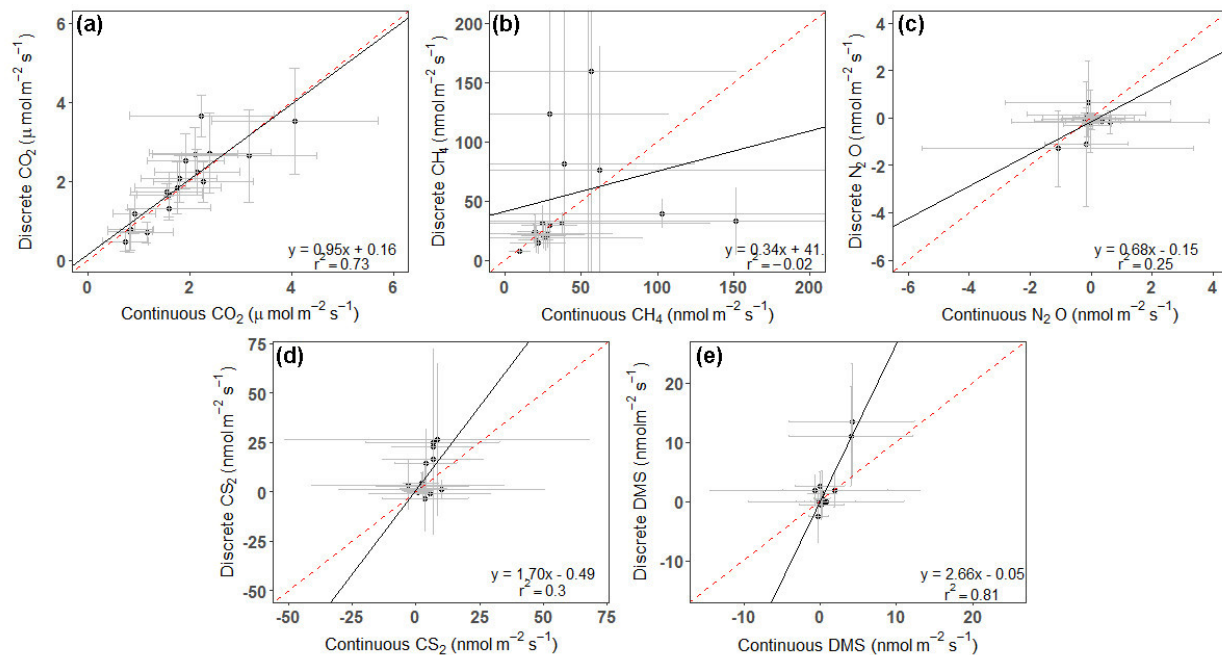 (a)
6
4
2
0
Discrete CO₂ (μ mol m⁻² s⁻¹)
y = 0.95x + 0.16
r² = 0.73
0 2 4 6
Continuous CO₂ (μ mol m⁻² s⁻¹)
(b)
200
150
100
50
0
Discrete CH₄ (nmol m⁻² s⁻¹)
y = 0.34x + 41.
r² = −0.02
0 50 100 150 200
Continuous CH₄ (nmol m⁻² s⁻¹)
(c)
4
2
0
-2
-4
-6
Discrete N₂ O (nmol m⁻² s⁻¹)
y = 0.68x - 0.15
r² = 0.25
-6 -4 -2 0 2 4
Continuous N₂ O (nmol m⁻² s⁻¹)
(d)
75
50
25
0
-25
-50
Discrete CS₂ (nmol m⁻² s⁻¹)
y = 1.70x - 0.49
r² = 0.3
-50 -25 0 25 50 75
Continuous CS₂ (nmol m⁻² s⁻¹)
(e)
20
10
0
-10
Discrete DMS (nmol m⁻² s⁻¹)
y = 2.66x - 0.05
r² = 0.81
-10 0 10 20
Continuous DMS (nmol m⁻² s⁻¹)